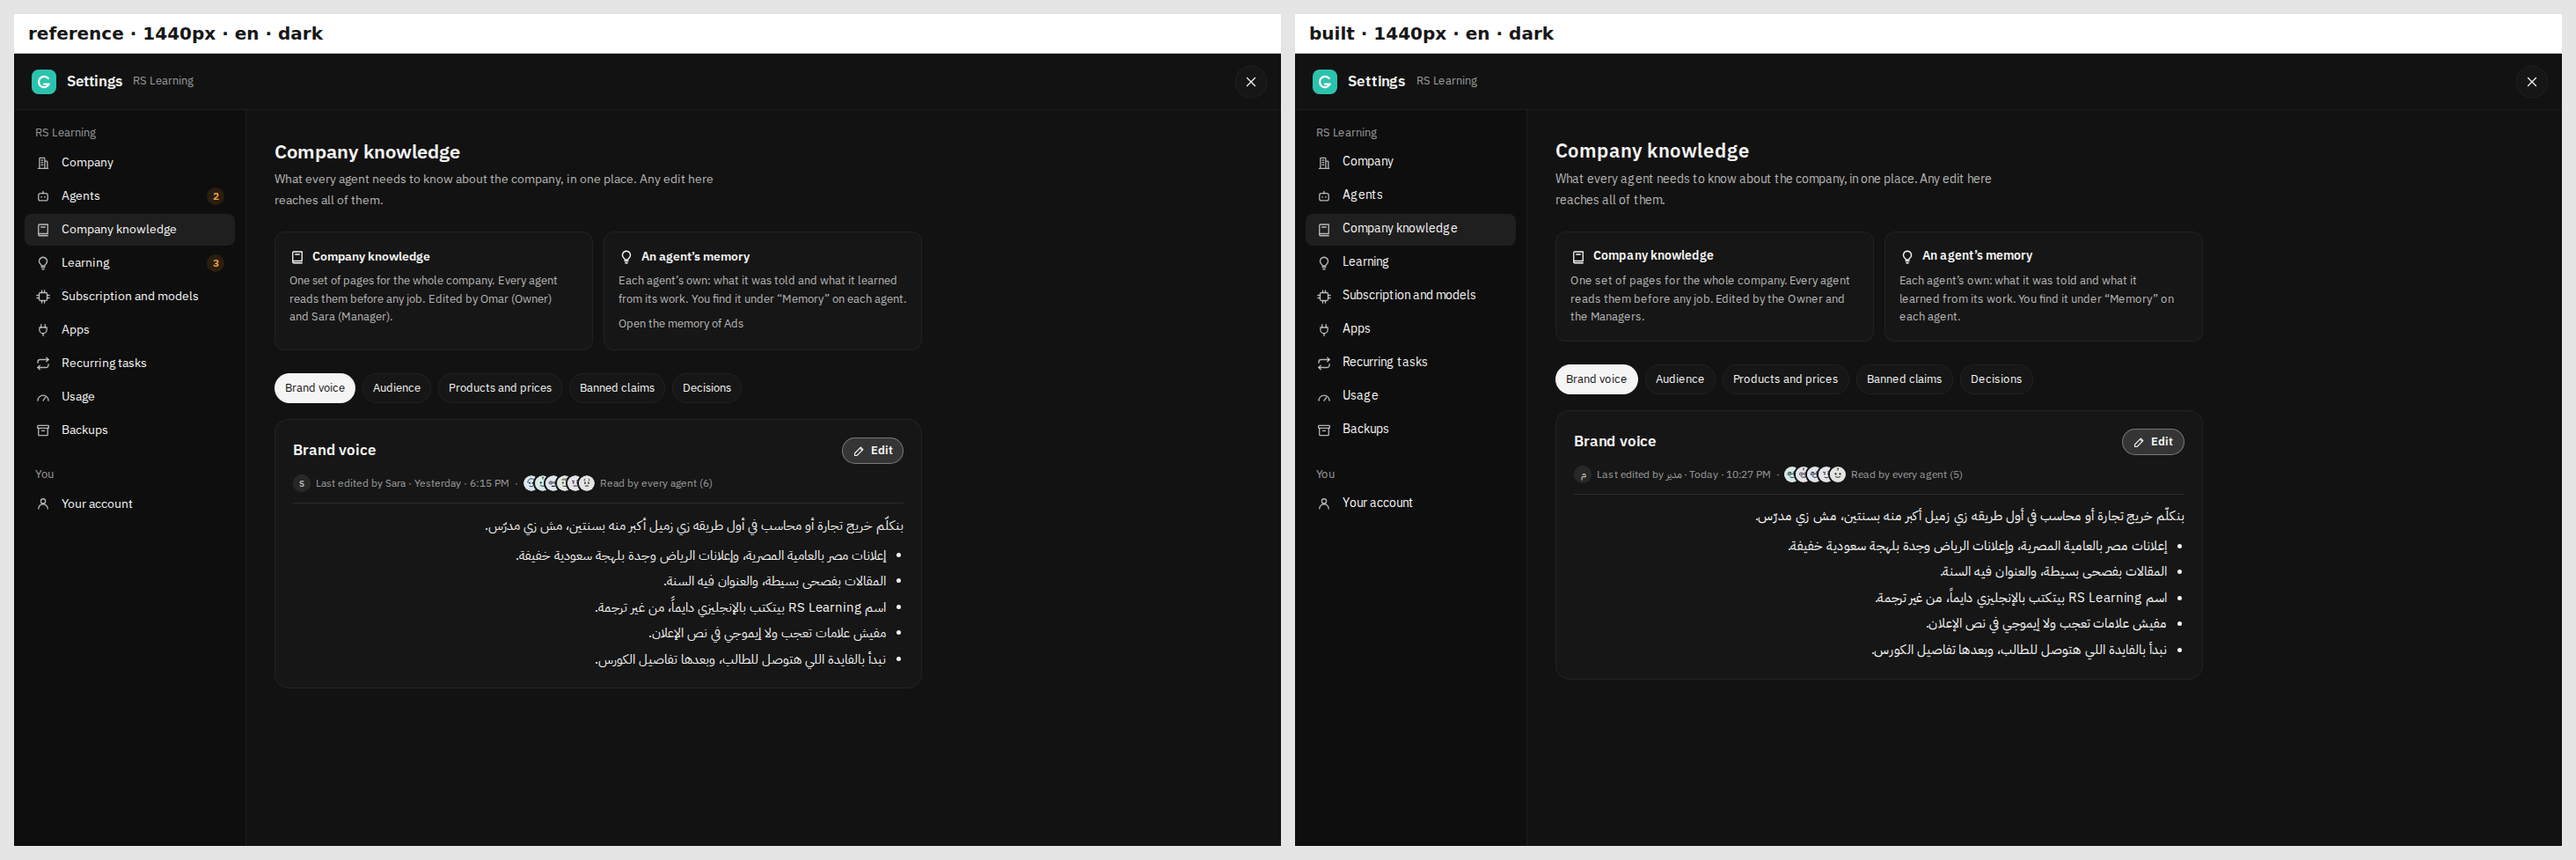 reference · 1440px · en · dark
Settings RS Learning
RS Learning
Company
Agents 2
Company knowledge
Learning 3
Subscription and models
Apps
Recurring tasks
Usage
Backups
You
Your account
Company knowledge
What every agent needs to know about the company, in one place. Any edit here
reaches all of them.
Company knowledge
One set of pages for the whole company. Every agent
reads them before any job. Edited by Omar (Owner)
and Sara (Manager).
An agent’s memory
Each agent’s own: what it was told and what it learned
from its work. You find it under “Memory” on each agent.
Open the memory of Ads
Brand voice Audience Products and prices Banned claims Decisions
Brand voice Edit
S Last edited by Sara · Yesterday · 6:15 PM · Read by every agent (6)
بنكلّم خريج تجارة أو محاسب في أول طريقه زي زميل أكبر منه بسنتين، مش زي مدرّس.
• إعلانات مصر بالعامية المصرية، وإعلانات الرياض وجدة بلهجة سعودية خفيفة.
• المقالات بفصحى بسيطة، والعنوان فيه السنة.
• اسم RS Learning بيتكتب بالإنجليزي دايماً، من غير ترجمة.
• مفيش علامات تعجب ولا إيموجي في نص الإعلان.
• نبدأ بالفايدة اللي هتوصل للطالب، وبعدها تفاصيل الكورس.
built · 1440px · en · dark
Settings RS Learning
RS Learning
Company
Agents
Company knowledge
Learning
Subscription and models
Apps
Recurring tasks
Usage
Backups
You
Your account
Company knowledge
What every agent needs to know about the company, in one place. Any edit here
reaches all of them.
Company knowledge
One set of pages for the whole company. Every agent
reads them before any job. Edited by the Owner and
the Managers.
An agent’s memory
Each agent’s own: what it was told and what it
learned from its work. You find it under “Memory” on
each agent.
Brand voice Audience Products and prices Banned claims Decisions
Brand voice Edit
م Last edited by مدير · Today · 10:27 PM · Read by every agent (5)
بنكلّم خريج تجارة أو محاسب في أول طريقه زي زميل أكبر منه بسنتين، مش زي مدرّس.
• إعلانات مصر بالعامية المصرية، وإعلانات الرياض وجدة بلهجة سعودية خفيفة.
• المقالات بفصحى بسيطة، والعنوان فيه السنة.
• اسم RS Learning بيتكتب بالإنجليزي دايماً، من غير ترجمة.
• مفيش علامات تعجب ولا إيموجي في نص الإعلان.
• نبدأ بالفايدة اللي هتوصل للطالب، وبعدها تفاصيل الكورس.